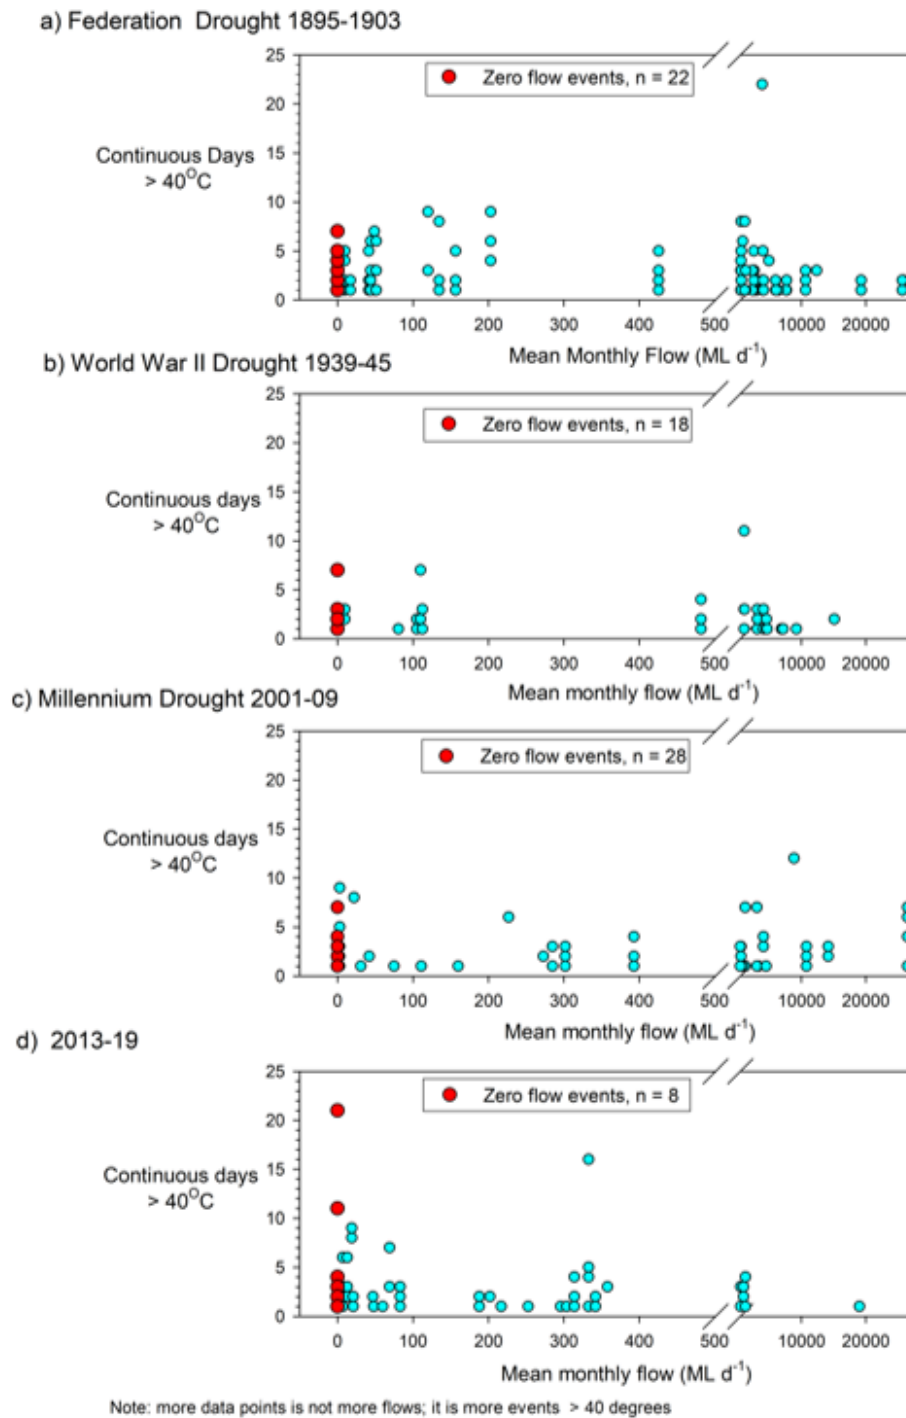 a) Federation  Drought 1895-1903
25
Zero flow events, n = 22
20
Continuous Days
> 40°C
15
10
5
0
0 100 200 300 400 500 10000 20000
Mean Monthly Flow (ML d⁻¹)
b) World War II Drought 1939-45
25
Zero flow events, n = 18
20
Continuous days
> 40°C
15
10
5
0
0 100 200 300 400 500 10000 20000
Mean monthly flow (ML d⁻¹)
c) Millennium Drought 2001-09
25
Zero flow events, n = 28
20
Continuous days
> 40°C
15
10
5
0
0 100 200 300 400 500 10000 20000
Mean monthly flow (ML d⁻¹)
d)  2013-19
25
Zero flow events, n = 8
20
Continuous days
> 40°C
15
10
5
0
0 100 200 300 400 500 10000 20000
Mean monthly flow (ML d⁻¹)
Note: more data points is not more flows; it is more events  > 40 degrees